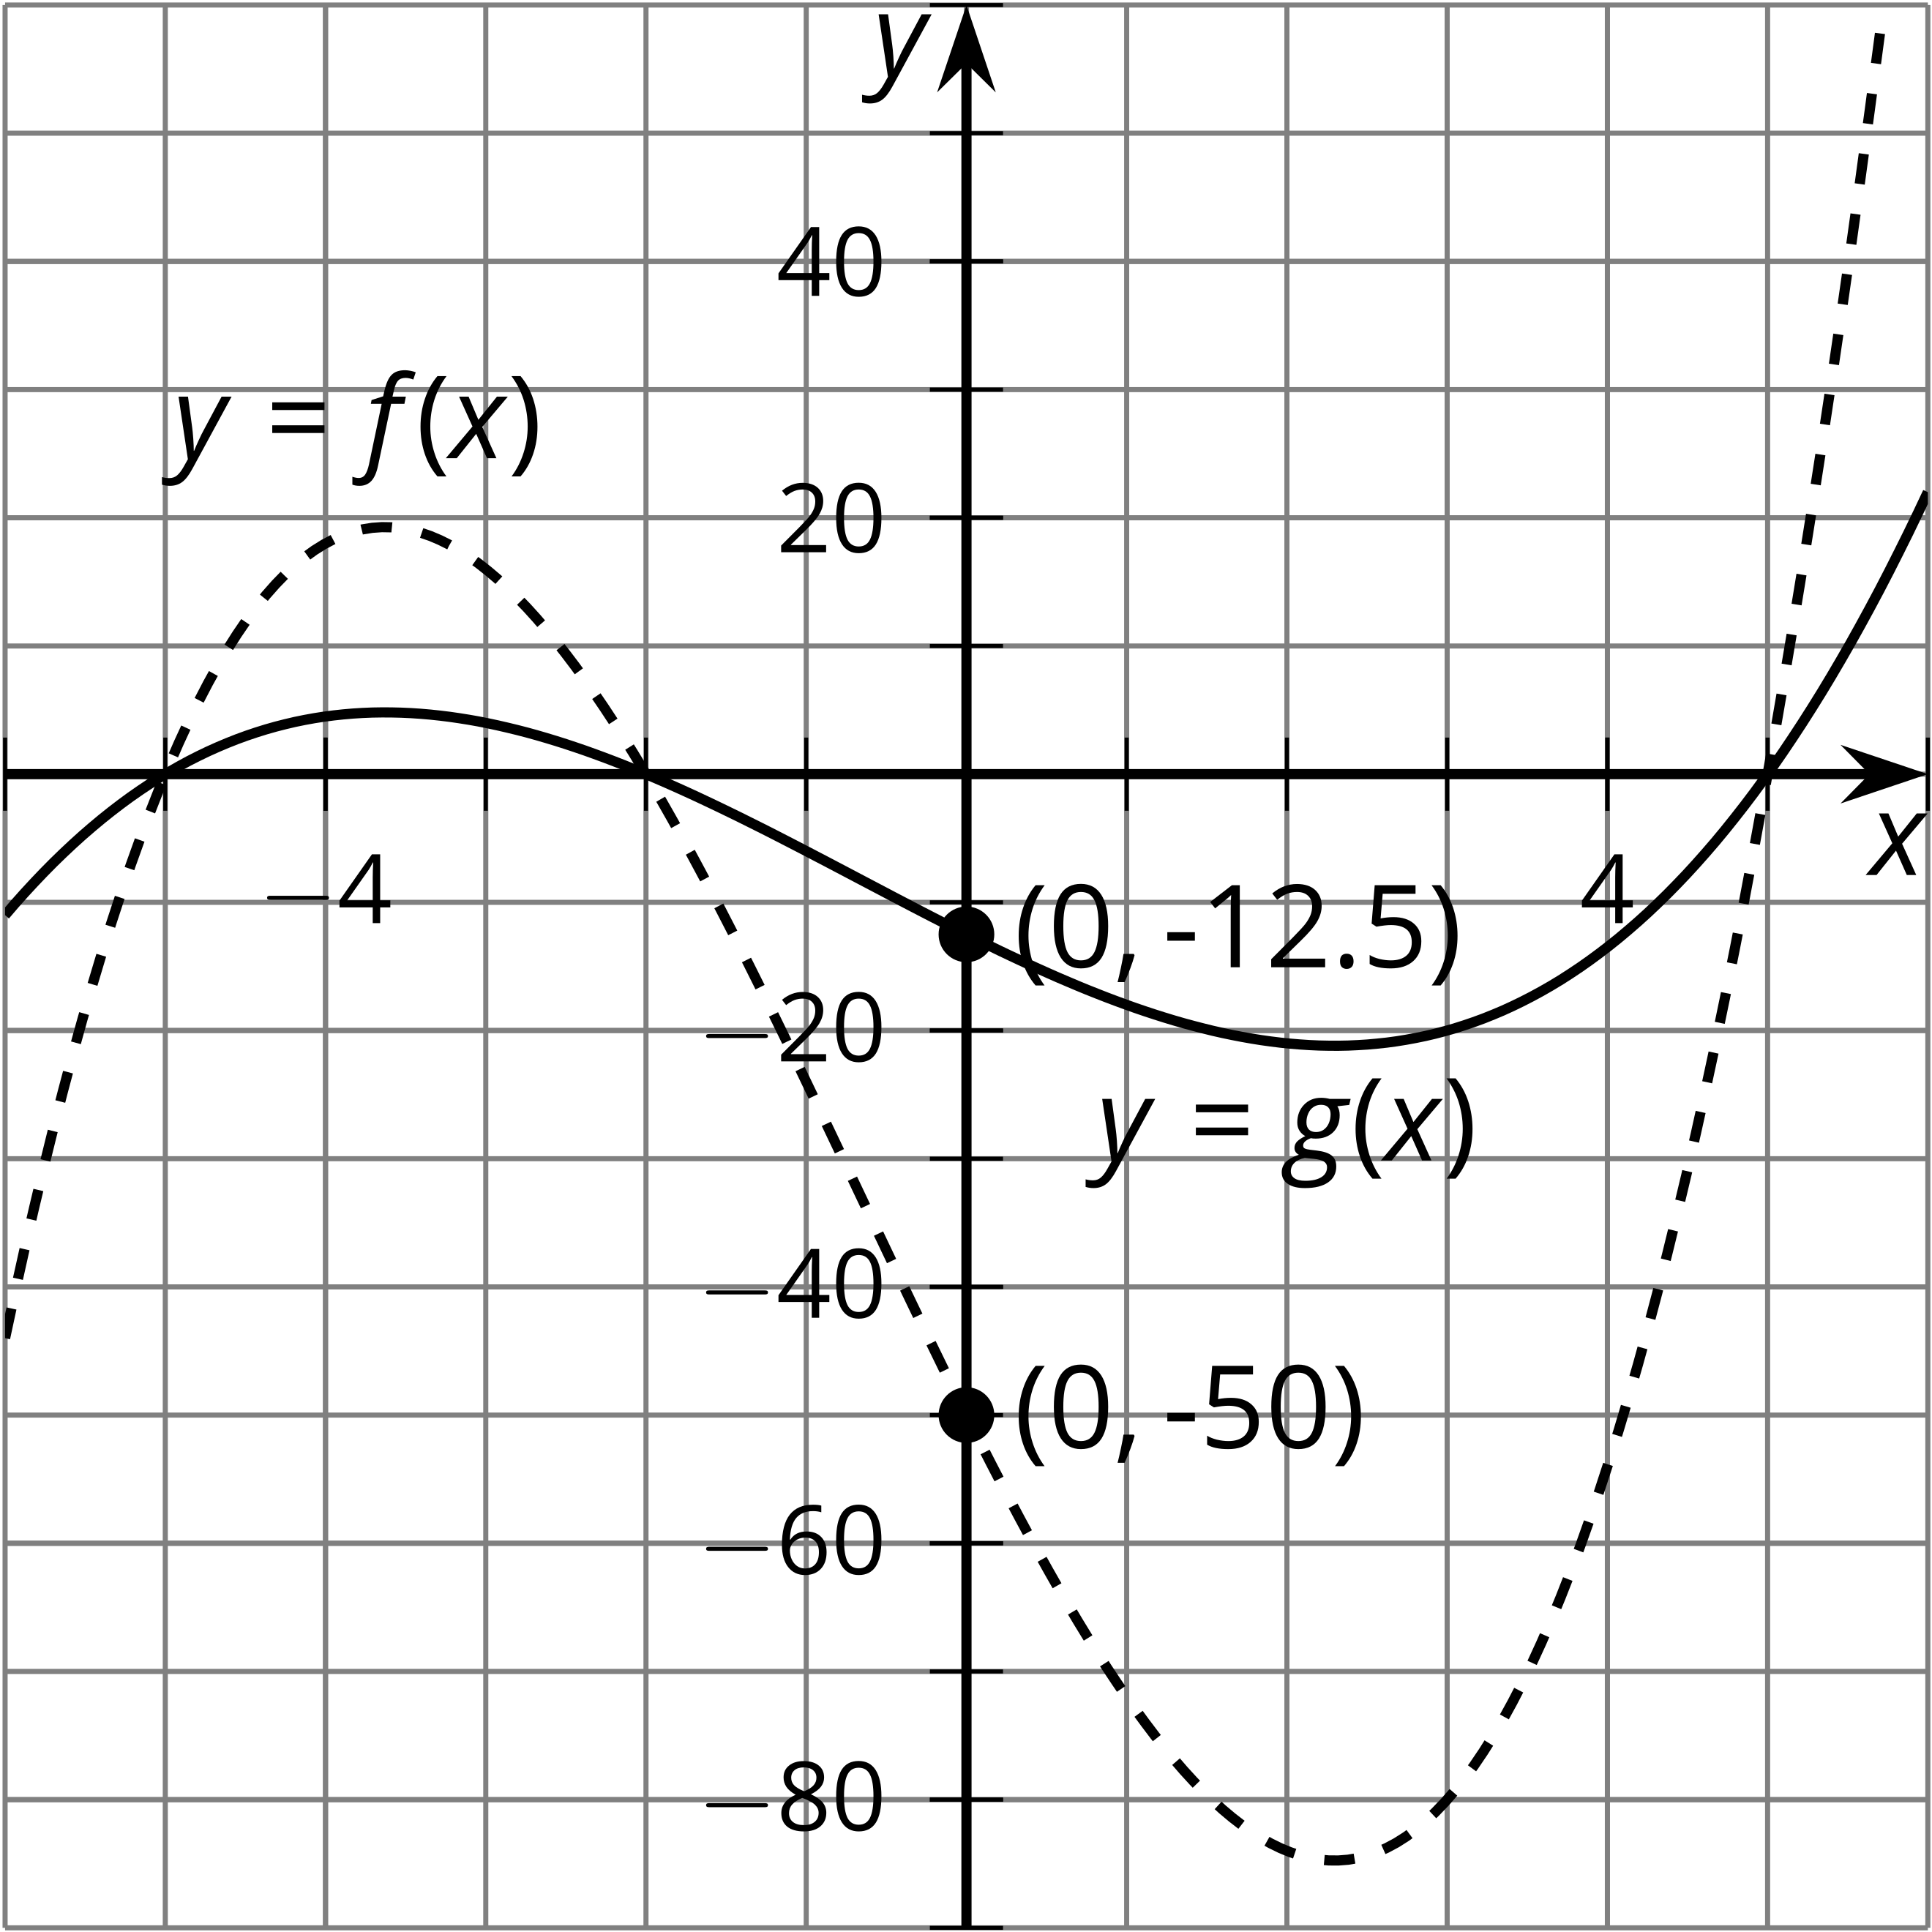 y
40
y = f(x)
20
−4
4
x
(0, -12.5)
−20
y = g(x)
−40
(0, -50)
−60
−80